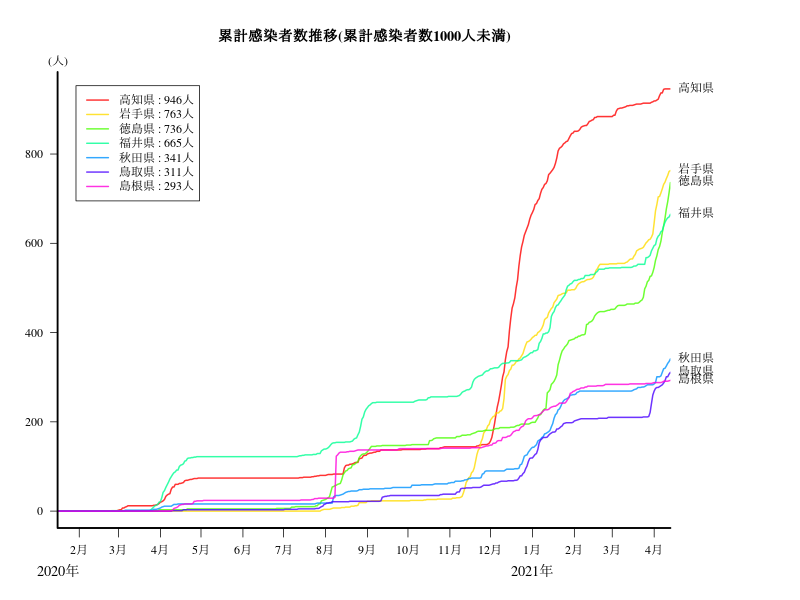 累計感染者数推移(累計感染者数1000人未満)
(人)
高知県 : 946人
岩手県 : 763人
徳島県 : 736人
福井県 : 665人
秋田県 : 341人
鳥取県 : 311人
島根県 : 293人
高知県
岩手県
徳島県
福井県
秋田県
鳥取県
島根県
800
600
400
200
0
2月 3月 4月 5月 6月 7月 8月 9月 10月 11月 12月 1月 2月 3月 4月
2020年 2021年